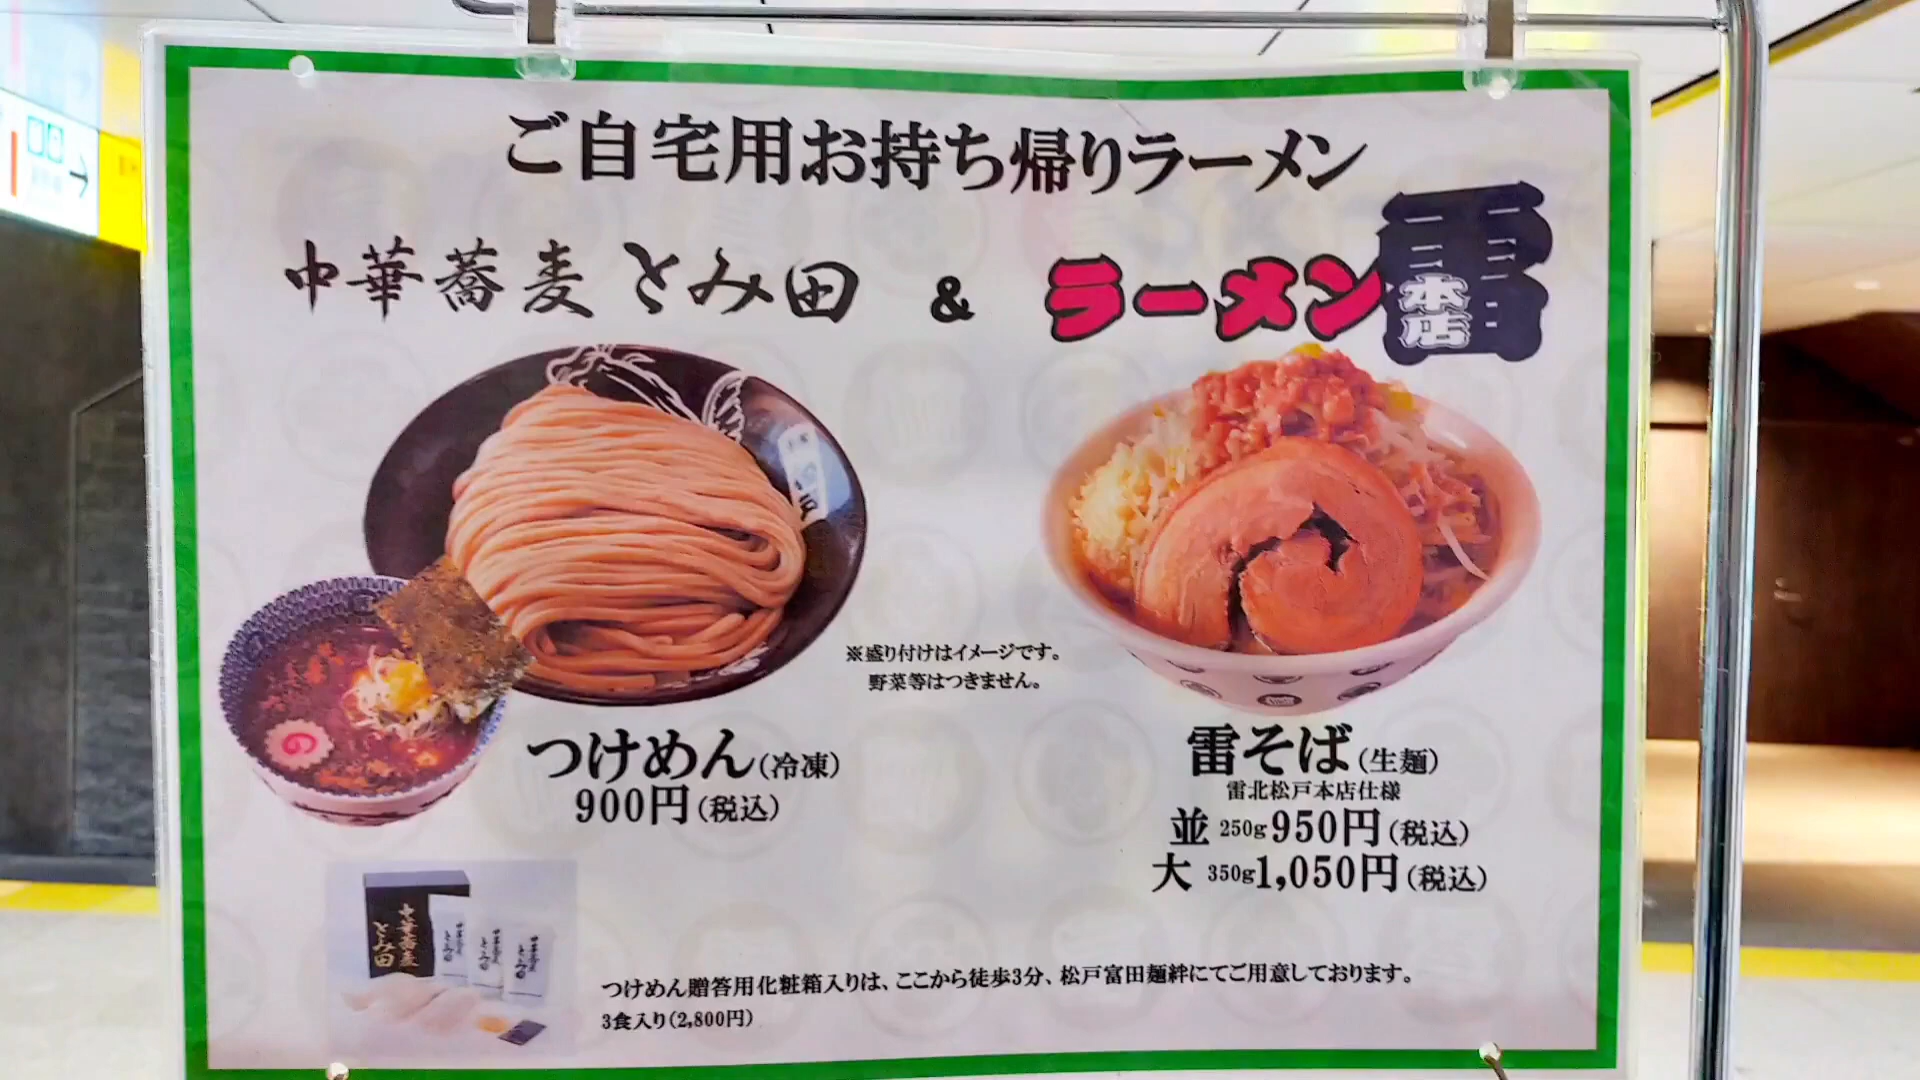 ご自宅用お持ち帰りラーメン
中華蕎麦 とみ田 & ラーメン雷
本店
※盛り付けはイメージです。
野菜等はつきません。
つけめん(冷凍)
900円(税込)
雷そば(生麺)
雷北松戸本店仕様
並 250g 950円(税込)
大 350g 1,050円(税込)
中華蕎麦
とみ田
つけめん贈答用化粧箱入りは、ここから徒歩3分、松戸富田麺絆にてご用意しております。
3食入り(2,800円)